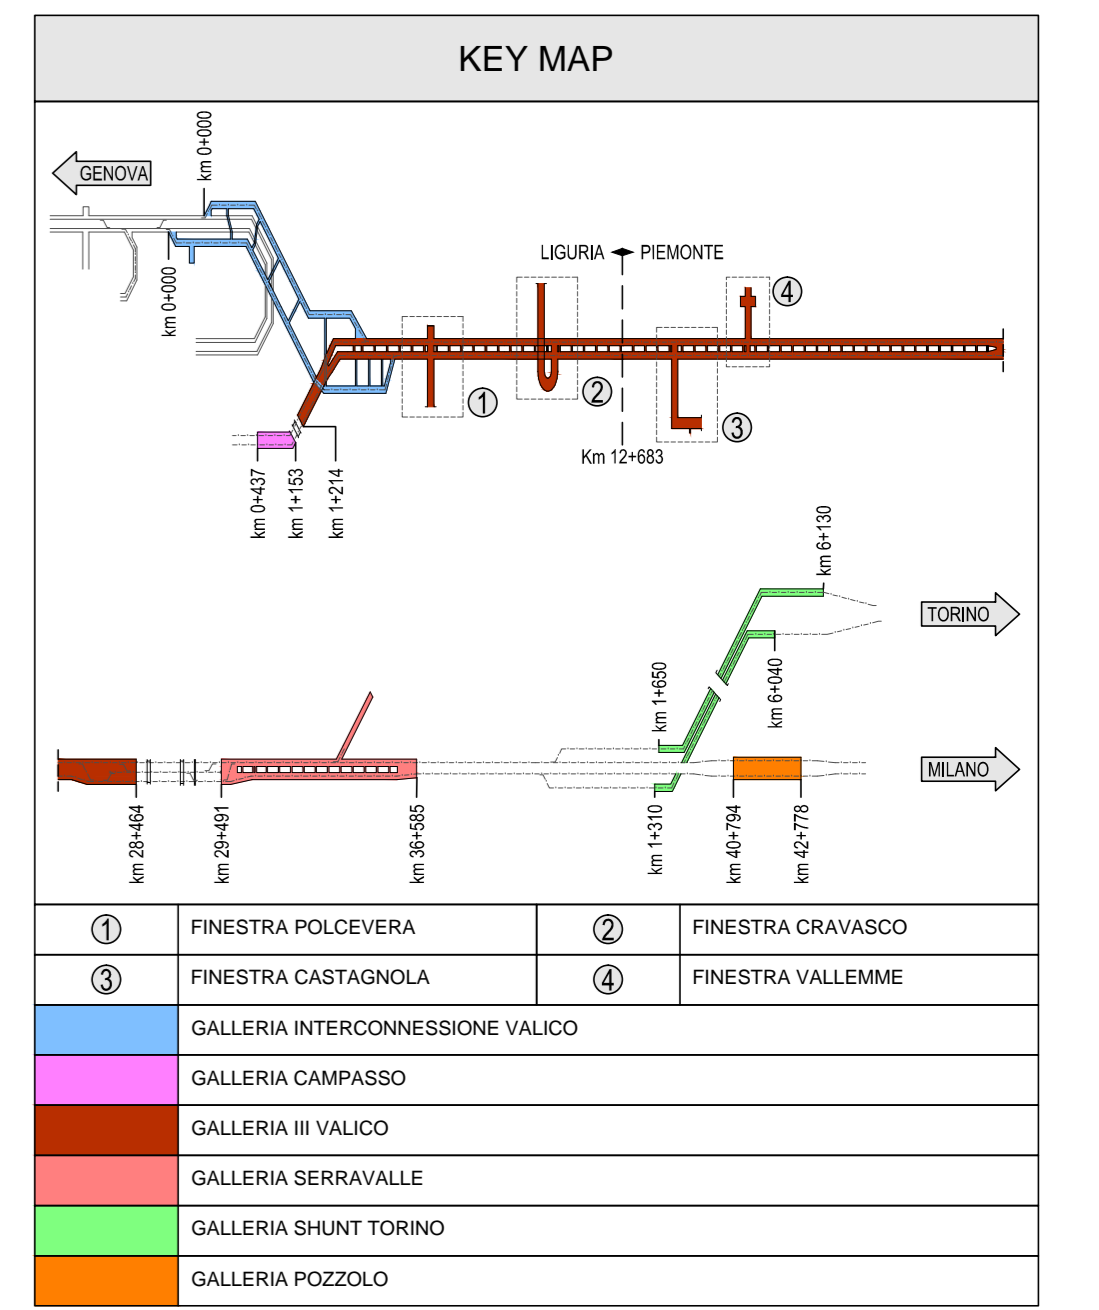 KEY MAP
km 0+000
GENOVA
km 0+000
LIGURIA PIEMONTE
4
1
2
3
Km 12+683
km 0+437
km 1+153
km 1+214
km 6+130
TORINO
km 1+650
km 6+040
MILANO
km 28+464
km 29+491
km 36+585
km 1+310
km 40+794
km 42+778
1 FINESTRA POLCEVERA 2 FINESTRA CRAVASCO
3 FINESTRA CASTAGNOLA 4 FINESTRA VALLEMME
GALLERIA INTERCONNESSIONE VALICO
GALLERIA CAMPASSO
GALLERIA III VALICO
GALLERIA SERRAVALLE
GALLERIA SHUNT TORINO
GALLERIA POZZOLO